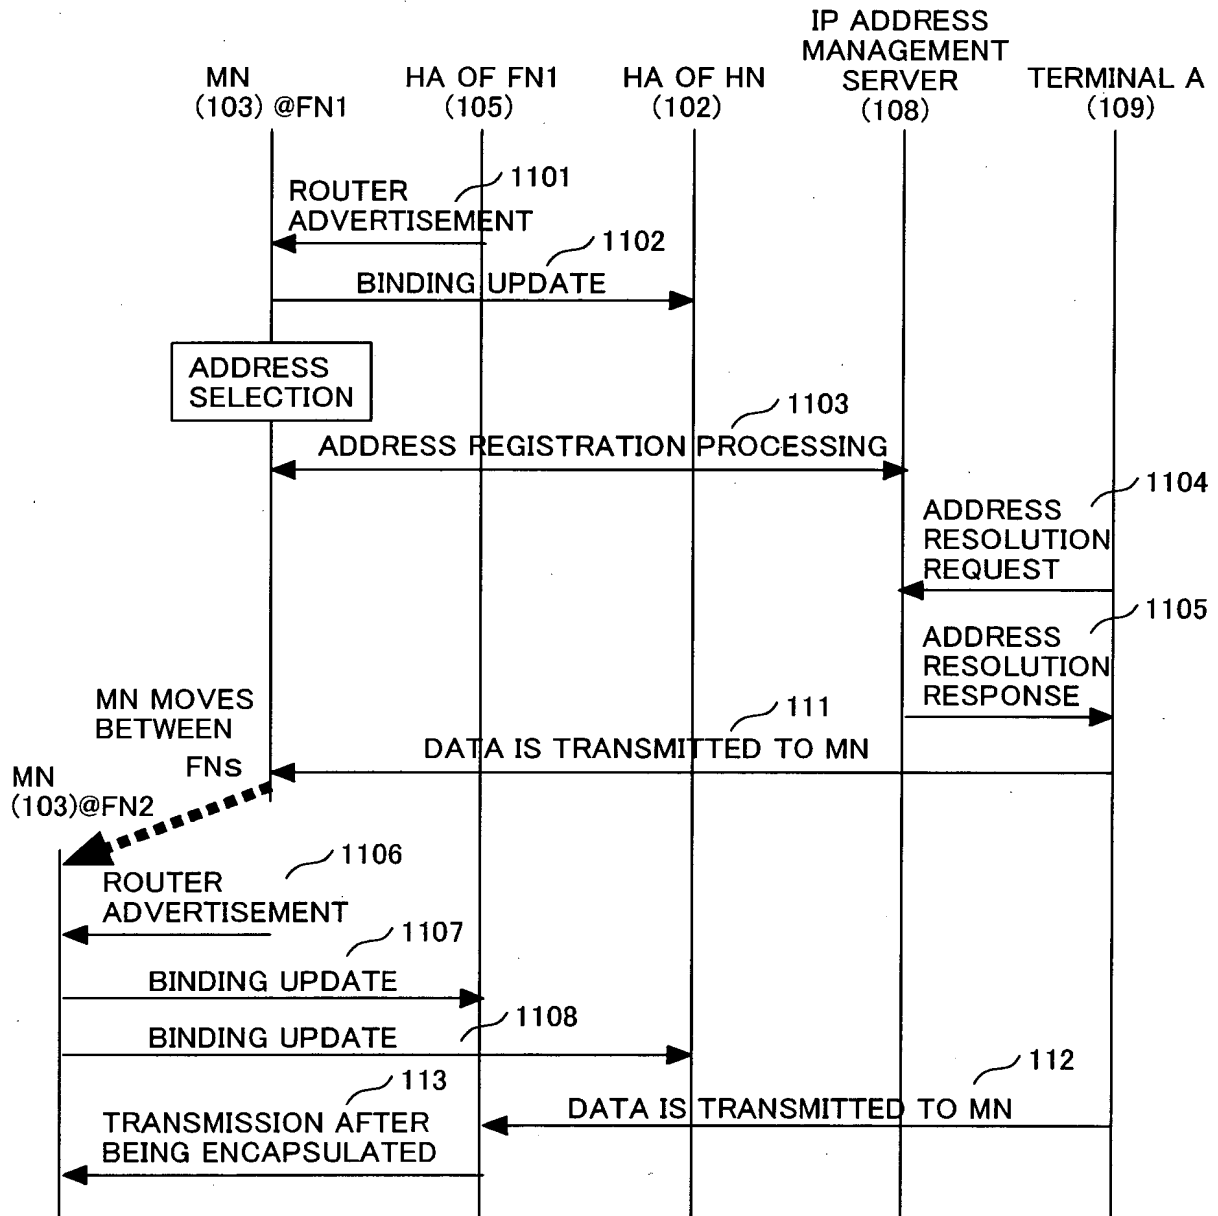 MN
(103) @FN1
HA OF FN1
(105)
HA OF HN
(102)
IP ADDRESS
MANAGEMENT
SERVER
(108)
TERMINAL A
(109)
1101
ROUTER
ADVERTISEMENT
1102
BINDING UPDATE
ADDRESS
SELECTION
1103
ADDRESS REGISTRATION PROCESSING
1104
ADDRESS
RESOLUTION
REQUEST
1105
ADDRESS
RESOLUTION
RESPONSE
MN MOVES
BETWEEN
FNs
111
DATA IS TRANSMITTED TO MN
MN
(103)@FN2
1106
ROUTER
ADVERTISEMENT
1107
BINDING UPDATE
1108
BINDING UPDATE
112
DATA IS TRANSMITTED TO MN
113
TRANSMISSION AFTER
BEING ENCAPSULATED